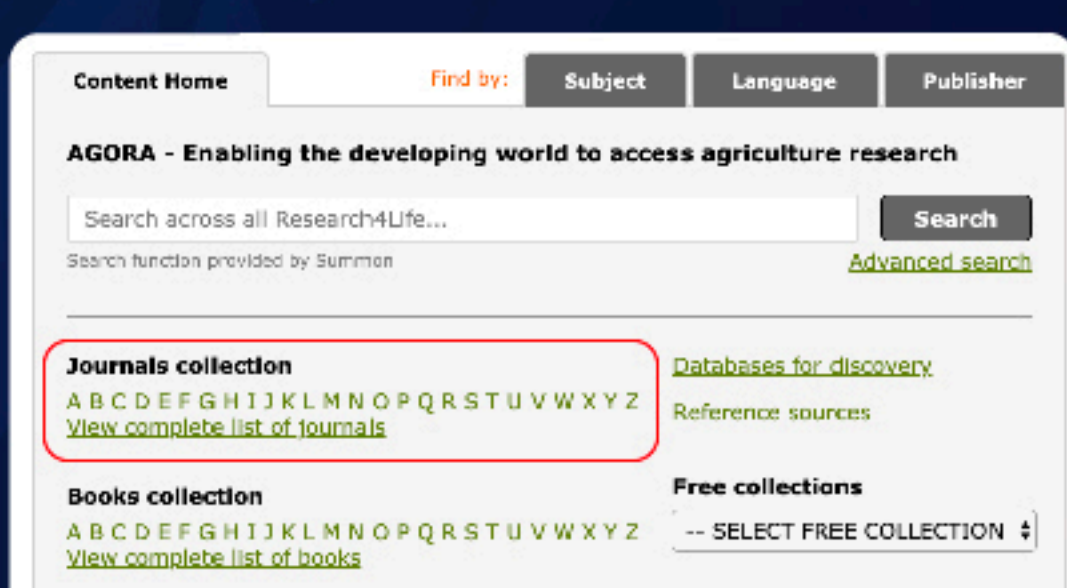 Content Home
Find by:
Subject
Language
Publisher
AGORA - Enabling the developing world to access agriculture research
Search across all Research4Life...
Search
Search function provided by Summon
Advanced search
Journals collection
A B C D E F G H I J K L M N O P Q R S T U V W X Y Z
View complete list of journals
Databases for discovery
Reference sources
Books collection
A B C D E F G H I J K L M N O P Q R S T U V W X Y Z
View complete list of books
Free collections
-- SELECT FREE COLLECTION